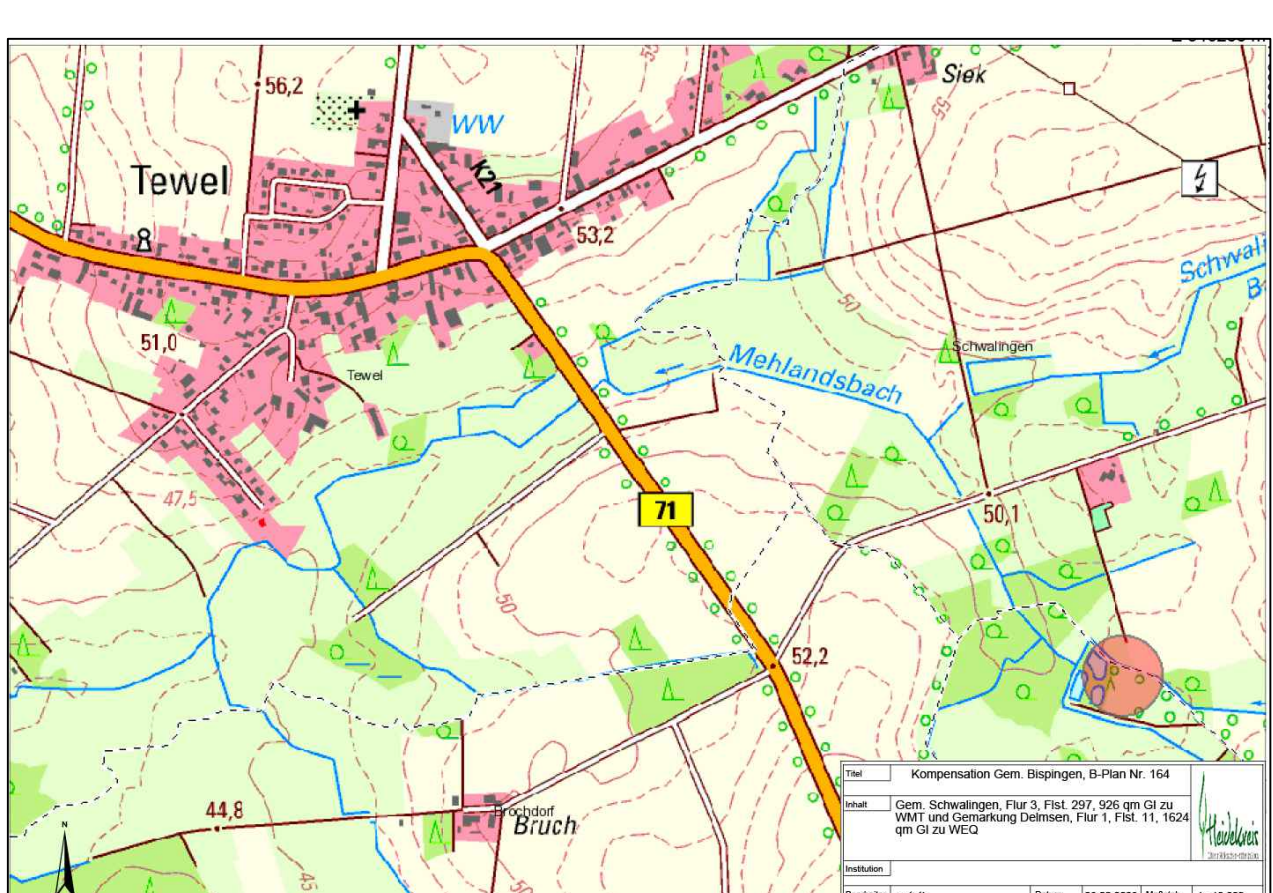 Siek
56,2
WW
55
Tewel
K21
53,2
Schwalingen
50
51,0
Mehlandsbach
Tewel
47,5
71
50,1
50
52,2
44,8
Brochdorf
Bruch
45
50
Titel Kompensation Gem. Bispingen, B-Plan Nr. 164
Inhalt Gem. Schwalingen, Flur 3, Flst. 297, 926 qm GI zu
WMT und Gemarkung Delmsen, Flur 1, Flst. 11, 1624
qm GI zu WEQ
Heidekreis
Institution
N